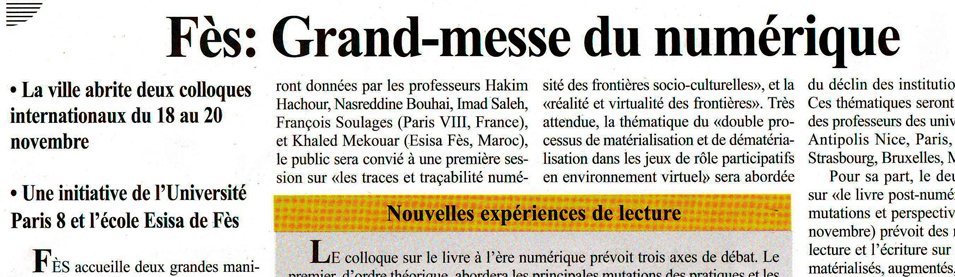 Fès: Grand-messe du numérique
• La ville abrite deux colloques
internationaux du 18 au 20
novembre
• Une initiative de l'Université
Paris 8 et l'école Esisa de Fès
FÈS accueille deux grandes mani-
ront données par les professeurs Hakim
Hachour, Nasreddine Bouhai, Imad Saleh,
François Soulages (Paris VIII, France),
et Khaled Mekouar (Esisa Fès, Maroc),
le public sera convié à une première ses-
sion sur «les traces et traçabilité numé-
sité des frontières socio-culturelles», et la
«réalité et virtualité des frontières». Très
attendue, la thématique du «double pro-
cessus de matérialisation et de dématéria-
lisation dans les jeux de rôle participatifs
en environnement virtuel» sera abordée
Nouvelles expériences de lecture
LE colloque sur le livre à l'ère numérique prévoit trois axes de débat. Le
premier, d'ordre théorique, abordera les principales mutations des pratiques et les
du déclin des institutio
Ces thématiques seront
des professeurs des univ
Antipolis Nice, Paris,
Strasbourg, Bruxelles, M
Pour sa part, le deu
sur «le livre post-numé
mutations et perspectiv
novembre) prévoit des
lecture et l'écriture sur
matérialisés, augmentés,